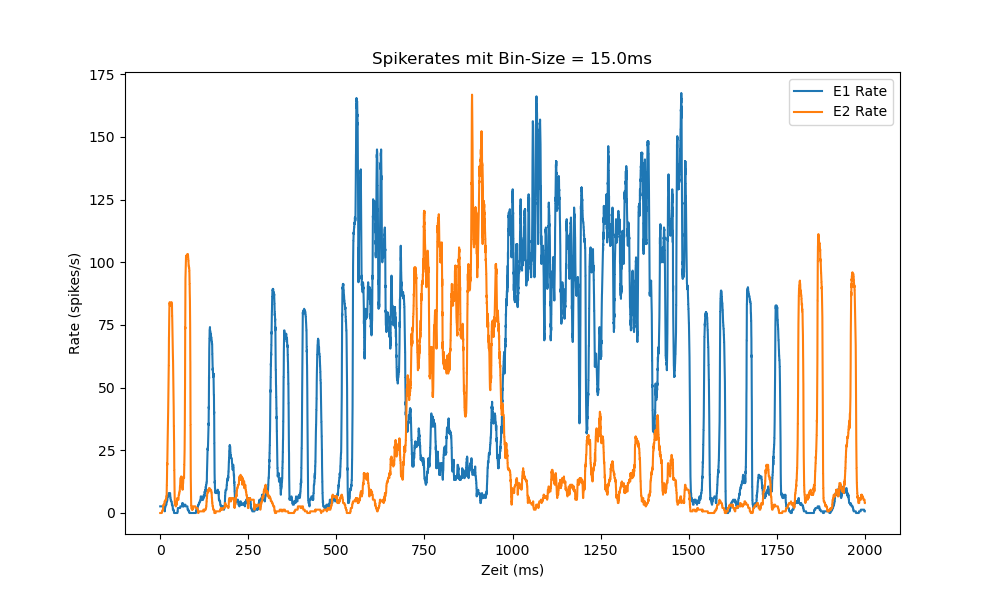 Spikerates mit Bin-Size = 15.0ms
E1 Rate
E2 Rate
Rate (spikes/s)
175
150
125
100
75
50
25
0
0 250 500 750 1000 1250 1500 1750 2000
Zeit (ms)